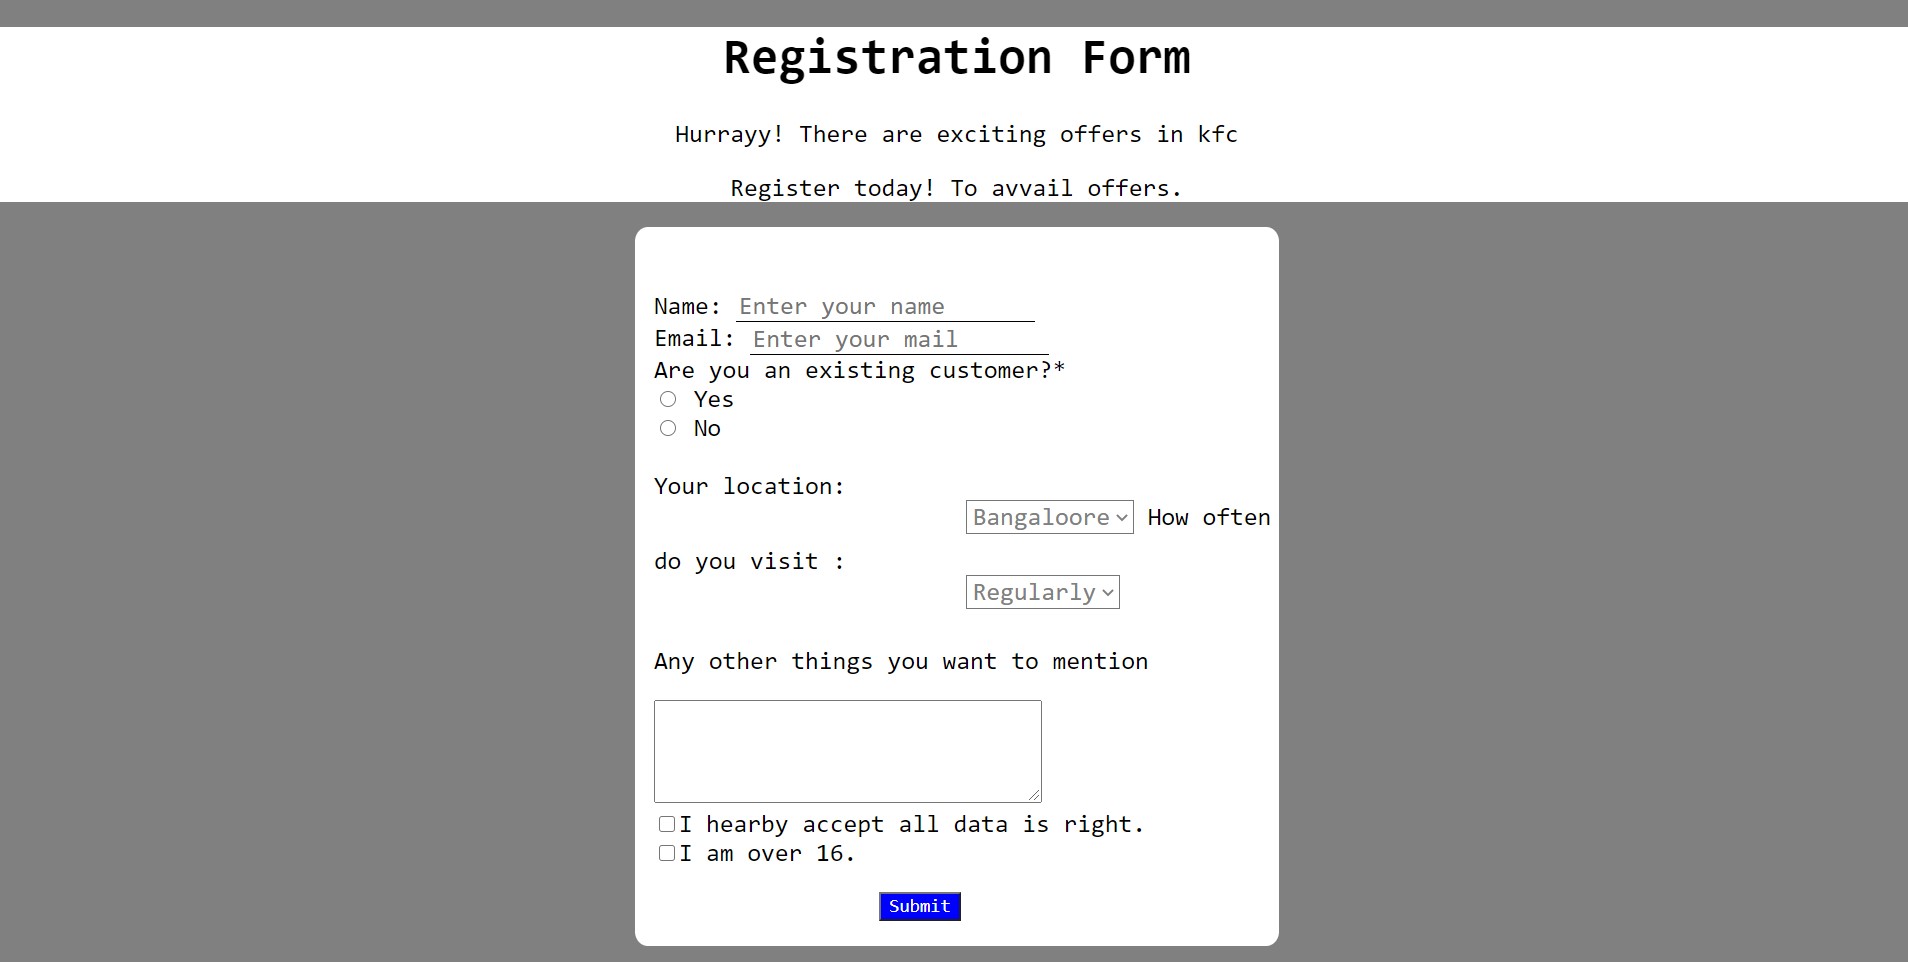 Registration Form
Hurrayy! There are exciting offers in kfc
Register today! To avvail offers.
Name: Enter your name
Email: Enter your mail
Are you an existing customer?*
Yes
No
Your location:
Bangaloore How often
do you visit :
Regularly
Any other things you want to mention
I hearby accept all data is right.
I am over 16.
Submit